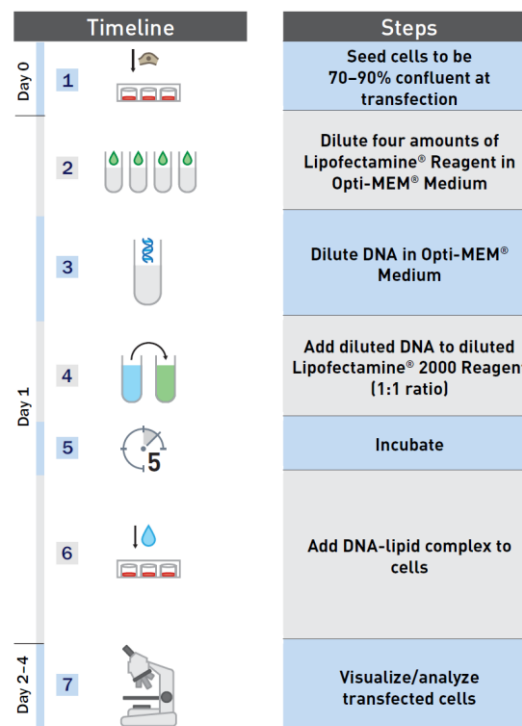 Timeline
Steps
Day 0
1
Seed cells to be
70–90% confluent at
transfection
Day 1
2
Dilute four amounts of
Lipofectamine® Reagent in
Opti-MEM® Medium
3
Dilute DNA in Opti-MEM®
Medium
4
Add diluted DNA to diluted
Lipofectamine® 2000 Reagent
(1:1 ratio)
5
5
Incubate
6
Add DNA-lipid complex to
cells
Day 2–4
7
Visualize/analyze
transfected cells